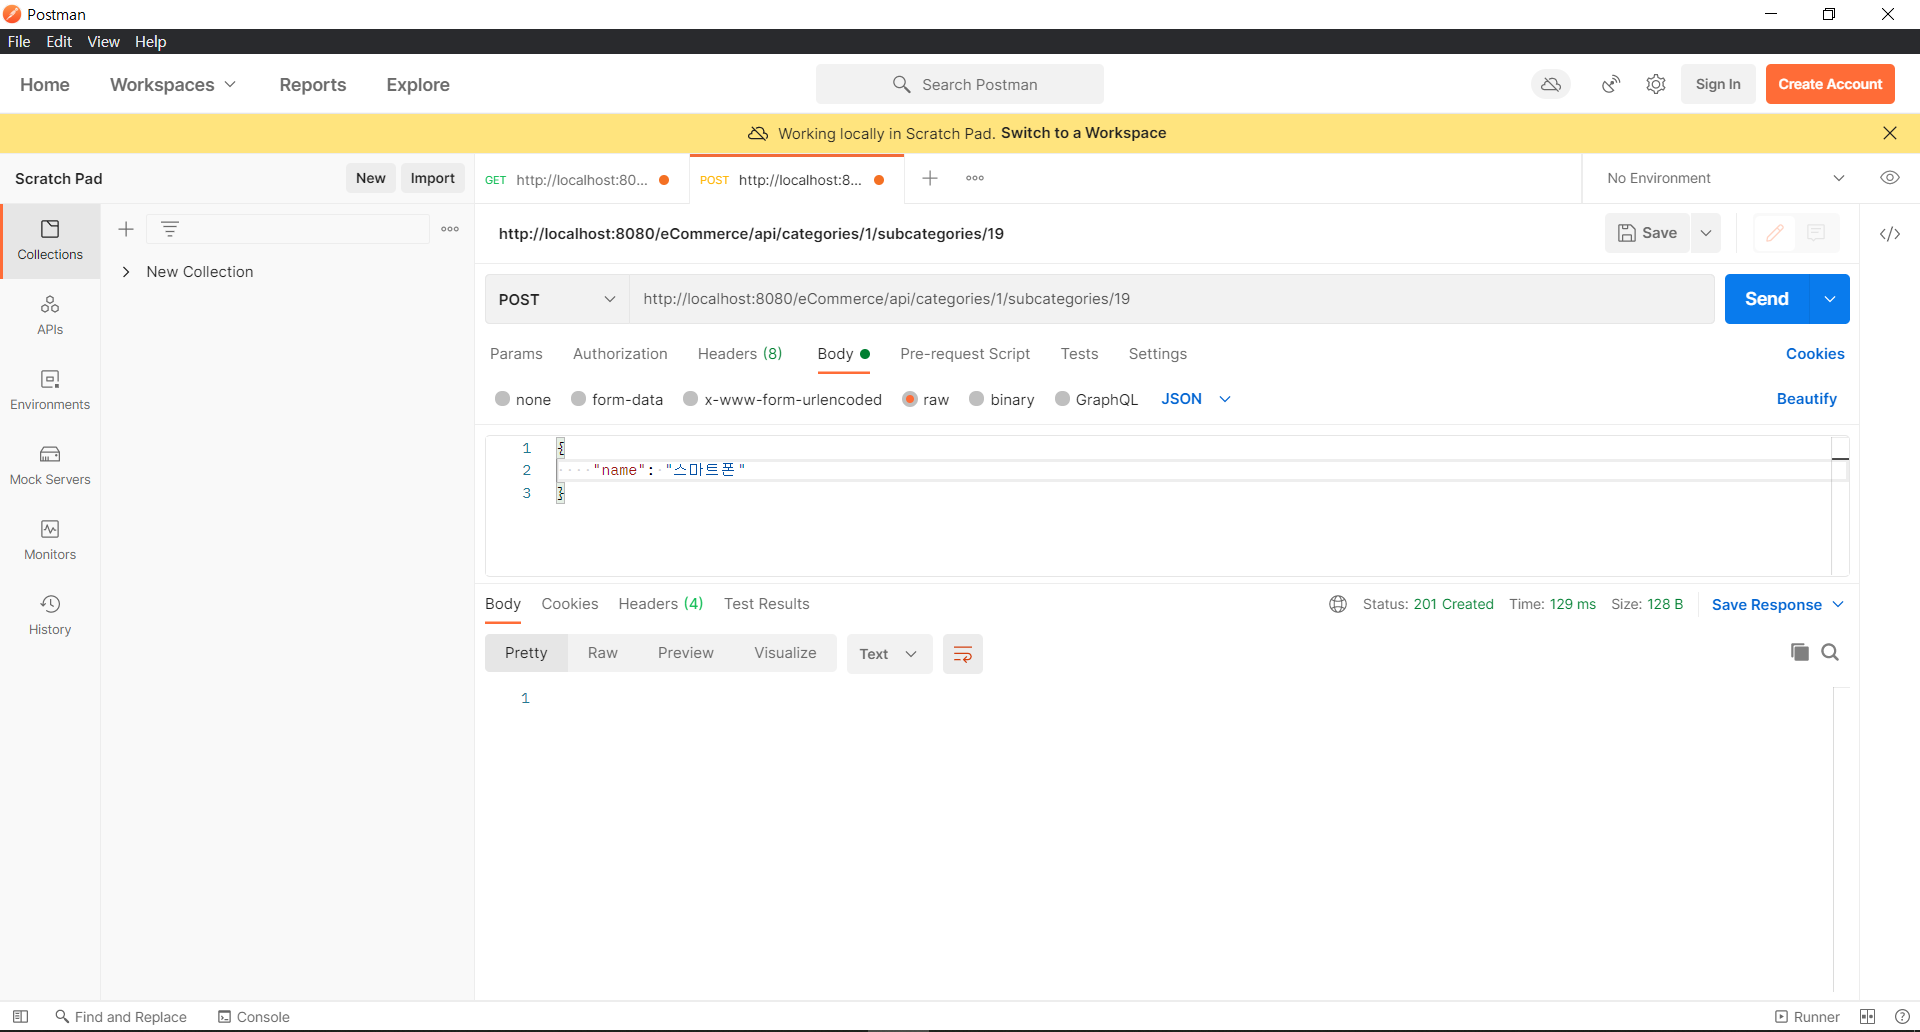 Postman
File Edit View Help
Home Workspaces Reports Explore Search Postman Sign In Create Account
Working locally in Scratch Pad. Switch to a Workspace
Scratch Pad New Import GET http://localhost:80... POST http://localhost:8... No Environment
Collections
New Collection
APIs
Environments
Mock Servers
Monitors
History
http://localhost:8080/eCommerce/api/categories/1/subcategories/19 Save
POST http://localhost:8080/eCommerce/api/categories/1/subcategories/19 Send
Params Authorization Headers (8) Body Pre-request Script Tests Settings Cookies
none form-data x-www-form-urlencoded raw binary GraphQL JSON Beautify
1 {
2 "name": "스마트폰"
3 }
Body Cookies Headers (4) Test Results Status: 201 Created Time: 129 ms Size: 128 B Save Response
Pretty Raw Preview Visualize Text
1
Find and Replace Console Runner